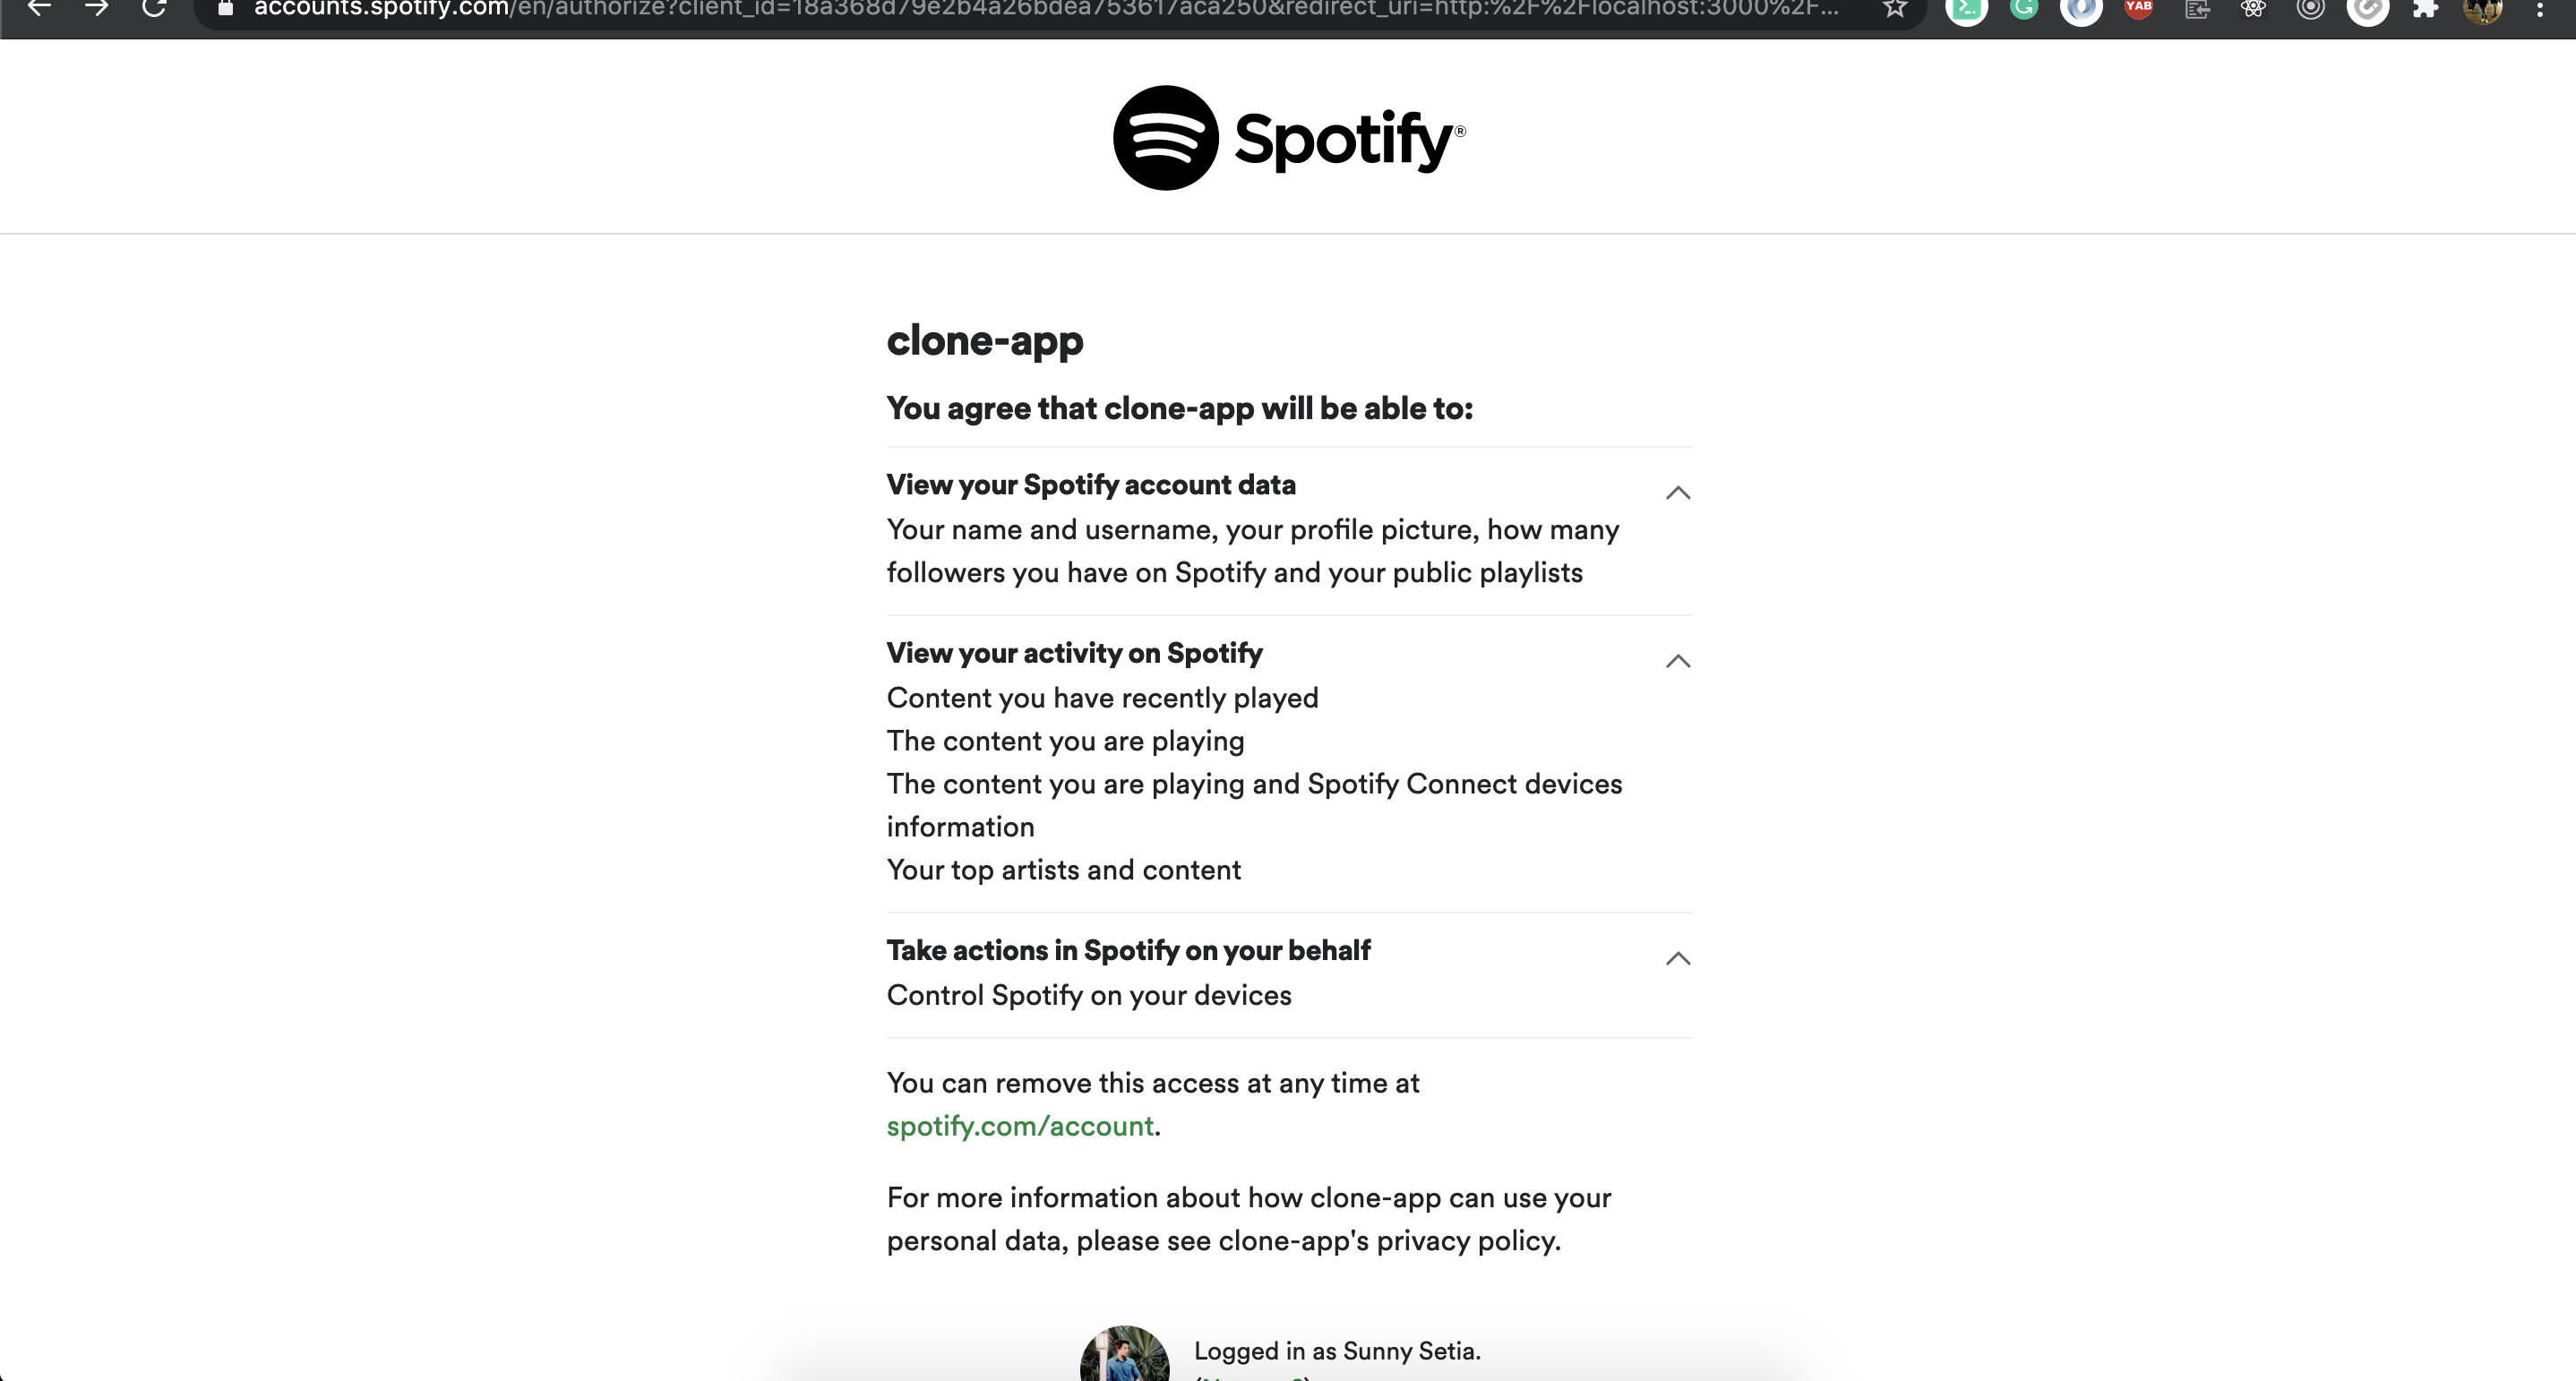 accounts.spotify.com/en/authorize?client_id=18a368d79e2b4a26bdea753617aca250&redirect_uri=http:%2F%2Flocalhost:3000%2F...
YAB
Spotify®
clone-app
You agree that clone-app will be able to:
View your Spotify account data
Your name and username, your profile picture, how many
followers you have on Spotify and your public playlists
View your activity on Spotify
Content you have recently played
The content you are playing
The content you are playing and Spotify Connect devices
information
Your top artists and content
Take actions in Spotify on your behalf
Control Spotify on your devices
You can remove this access at any time at
spotify.com/account.
For more information about how clone-app can use your
personal data, please see clone-app's privacy policy.
Logged in as Sunny Setia.